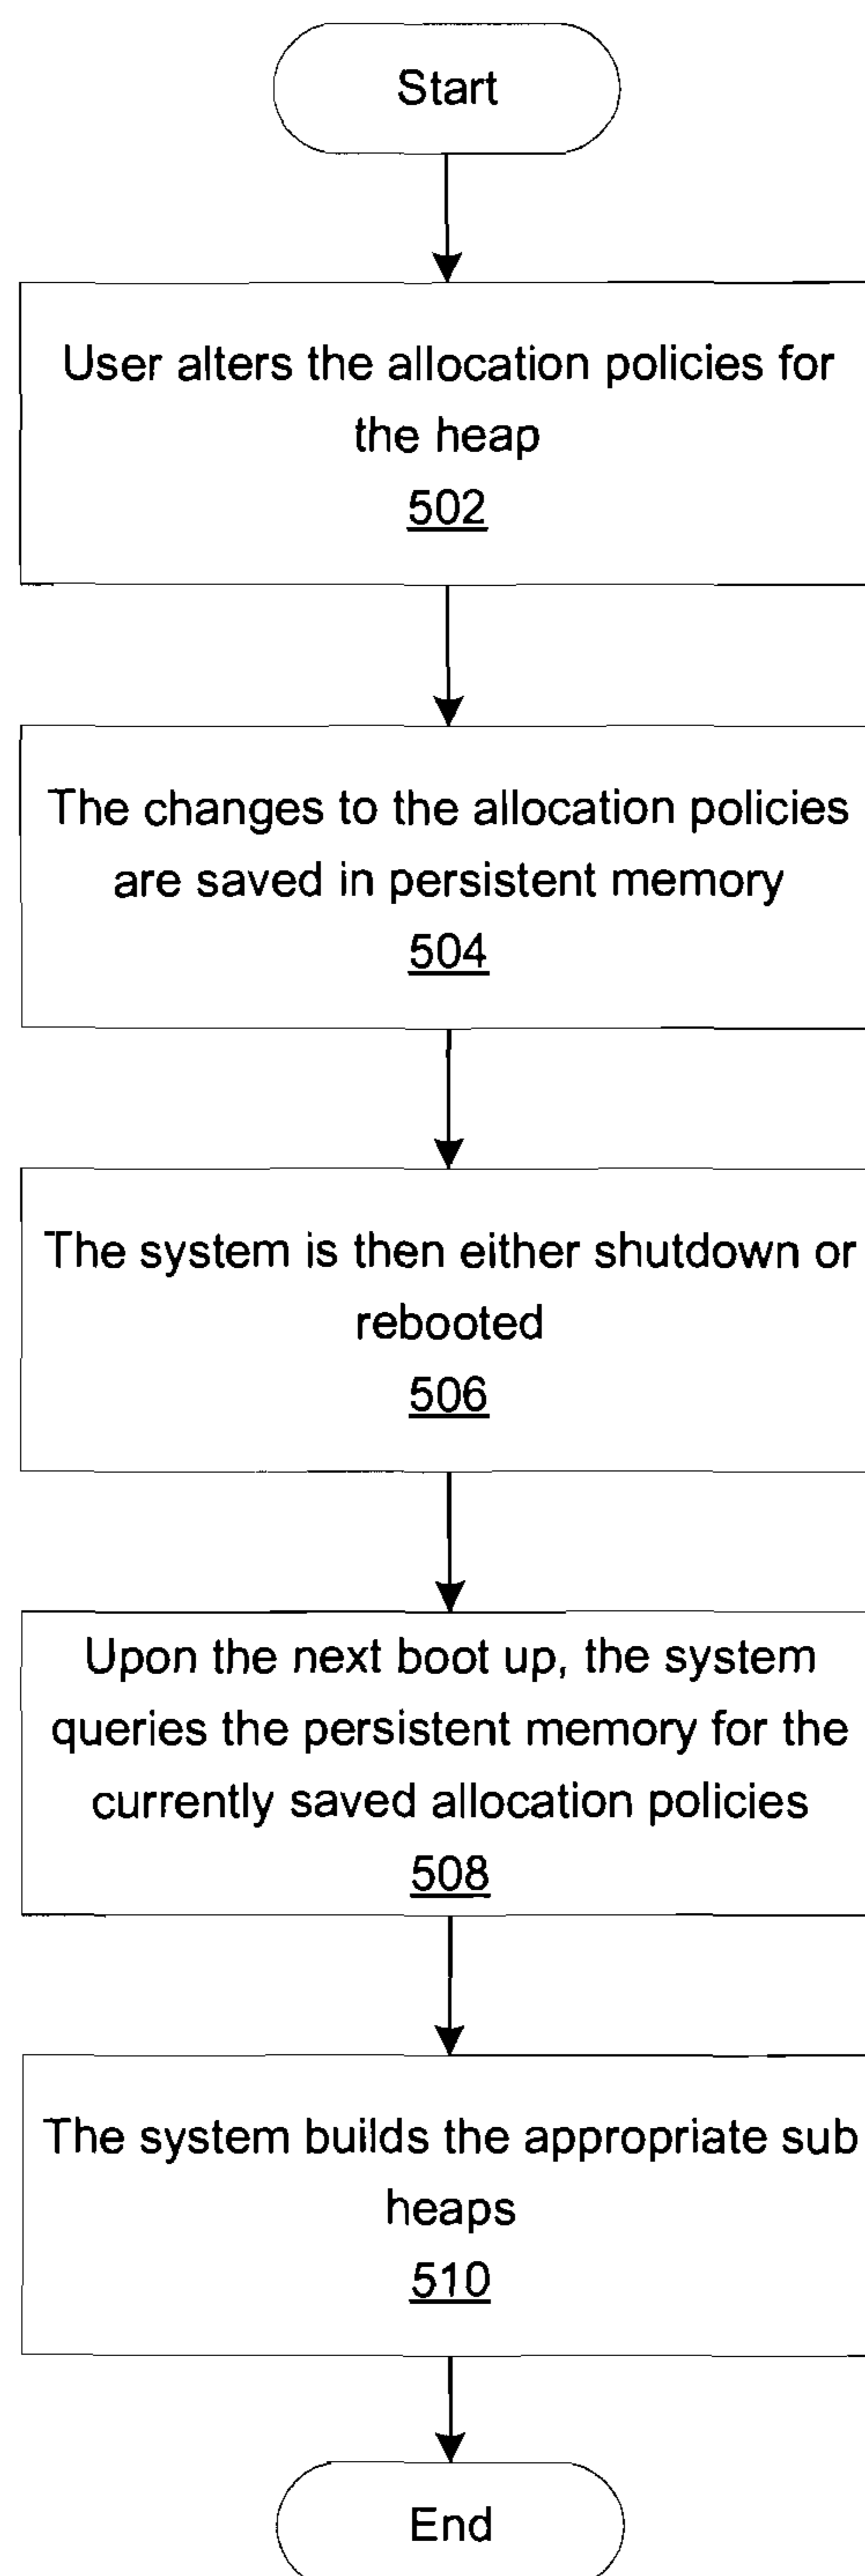 Start
User alters the allocation policies for
the heap
502
The changes to the allocation policies
are saved in persistent memory
504
The system is then either shutdown or
rebooted
506
Upon the next boot up, the system
queries the persistent memory for the
currently saved allocation policies
508
The system builds the appropriate sub
heaps
510
End